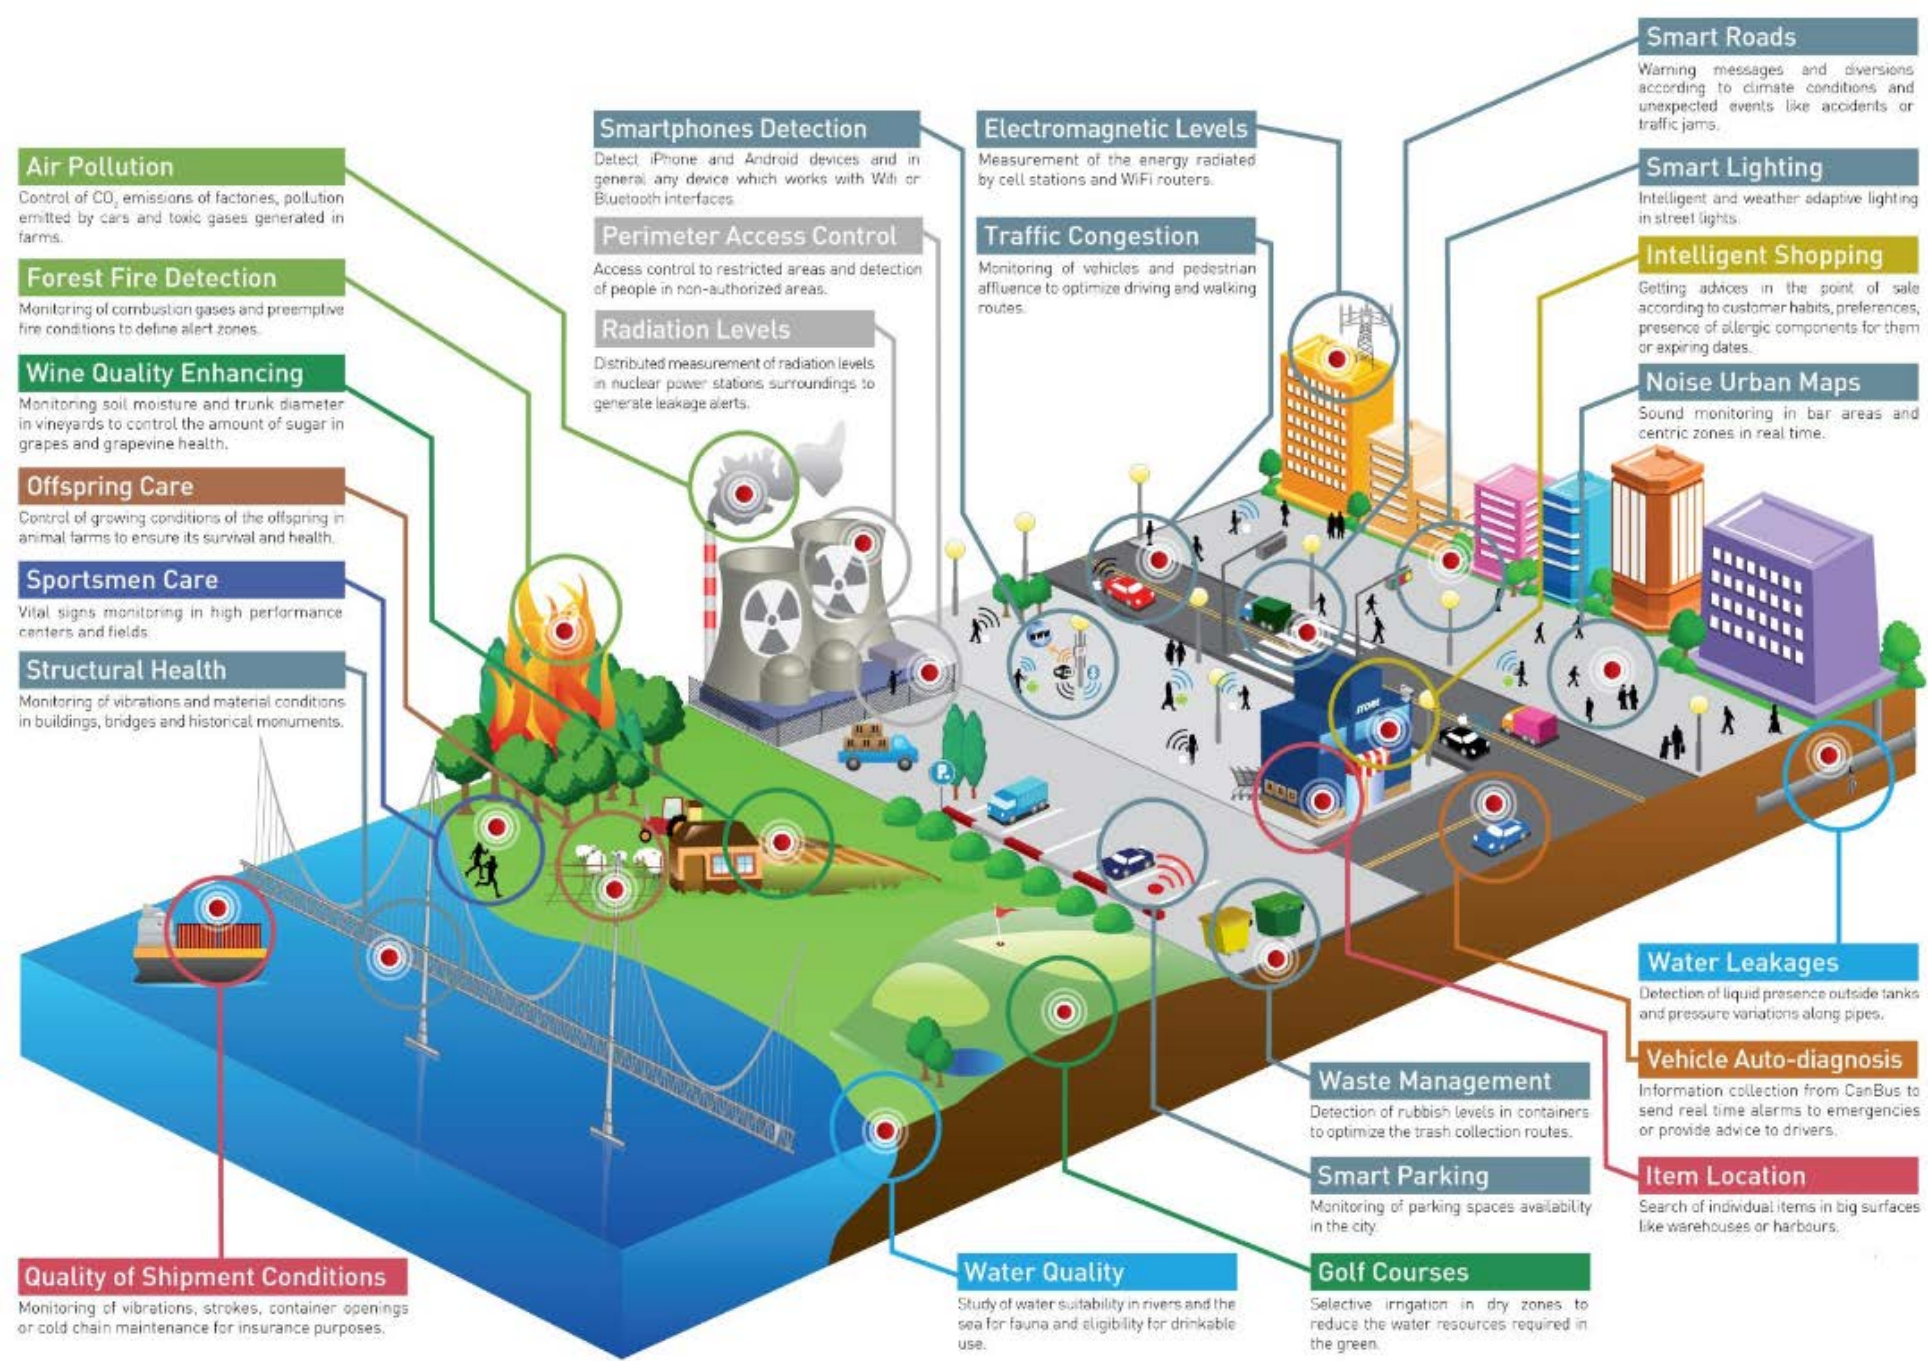 Air Pollution
Control of CO₂ emissions of factories, pollution
emitted by cars and toxic gases generated in
farms.
Forest Fire Detection
Monitoring of combustion gases and preemptive
fire conditions to define alert zones.
Wine Quality Enhancing
Monitoring soil moisture and trunk diameter
in vineyards to control the amount of sugar in
grapes and grapevine health.
Offspring Care
Control of growing conditions of the offspring in
animal farms to ensure its survival and health.
Sportsmen Care
Vital signs monitoring in high performance
centers and fields.
Structural Health
Monitoring of vibrations and material conditions
in buildings, bridges and historical monuments.
Quality of Shipment Conditions
Monitoring of vibrations, strokes, container openings
or cold chain maintenance for insurance purposes.
Smartphones Detection
Detect iPhone and Android devices and in
general any device which works with Wifi or
Bluetooth interfaces.
Perimeter Access Control
Access control to restricted areas and detection
of people in non-authorized areas.
Radiation Levels
Distributed measurement of radiation levels
in nuclear power stations surroundings to
generate leakage alerts.
Electromagnetic Levels
Measurement of the energy radiated
by cell stations and WiFi routers.
Traffic Congestion
Monitoring of vehicles and pedestrian
affluence to optimize driving and walking
routes.
Smart Roads
Warning messages and diversions
according to climate conditions and
unexpected events like accidents or
traffic jams.
Smart Lighting
Intelligent and weather adaptive lighting
in street lights.
Intelligent Shopping
Getting advices in the point of sale
according to customer habits, preferences,
presence of allergic components for them
or expiring dates.
Noise Urban Maps
Sound monitoring in bar areas and
centric zones in real time.
www
STORE
P
Water Leakages
Detection of liquid presence outside tanks
and pressure variations along pipes.
Vehicle Auto-diagnosis
Information collection from CanBus to
send real time alarms to emergencies
or provide advice to drivers.
Item Location
Search of individual items in big surfaces
like warehouses or harbours.
Waste Management
Detection of rubbish levels in containers
to optimize the trash collection routes.
Smart Parking
Monitoring of parking spaces availability
in the city.
Golf Courses
Selective irrigation in dry zones to
reduce the water resources required in
the green.
Water Quality
Study of water suitability in rivers and the
sea for fauna and eligibility for drinkable
use.